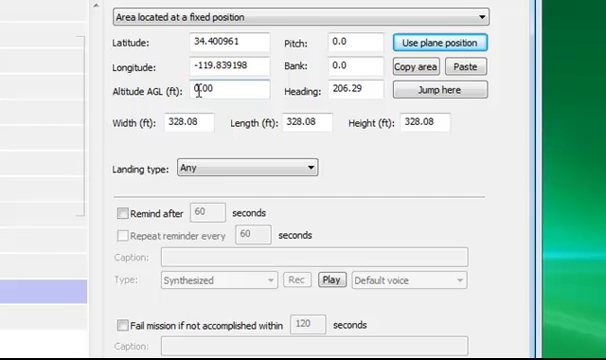 Area located at a fixed position
Latitude: 34.400961 Pitch: 0.0 Use plane position
Longitude: -119.839198 Bank: 0.0 Copy area Paste
Altitude AGL (ft): 0.00 Heading: 206.29 Jump here
Width (ft): 328.08 Length (ft): 328.08 Height (ft): 328.08
Landing type: Any
Remind after 60 seconds
Repeat reminder every 60 seconds
Caption:
Type: Synthesized Rec Play Default voice
Fail mission if not accomplished within 120 seconds
Caption: